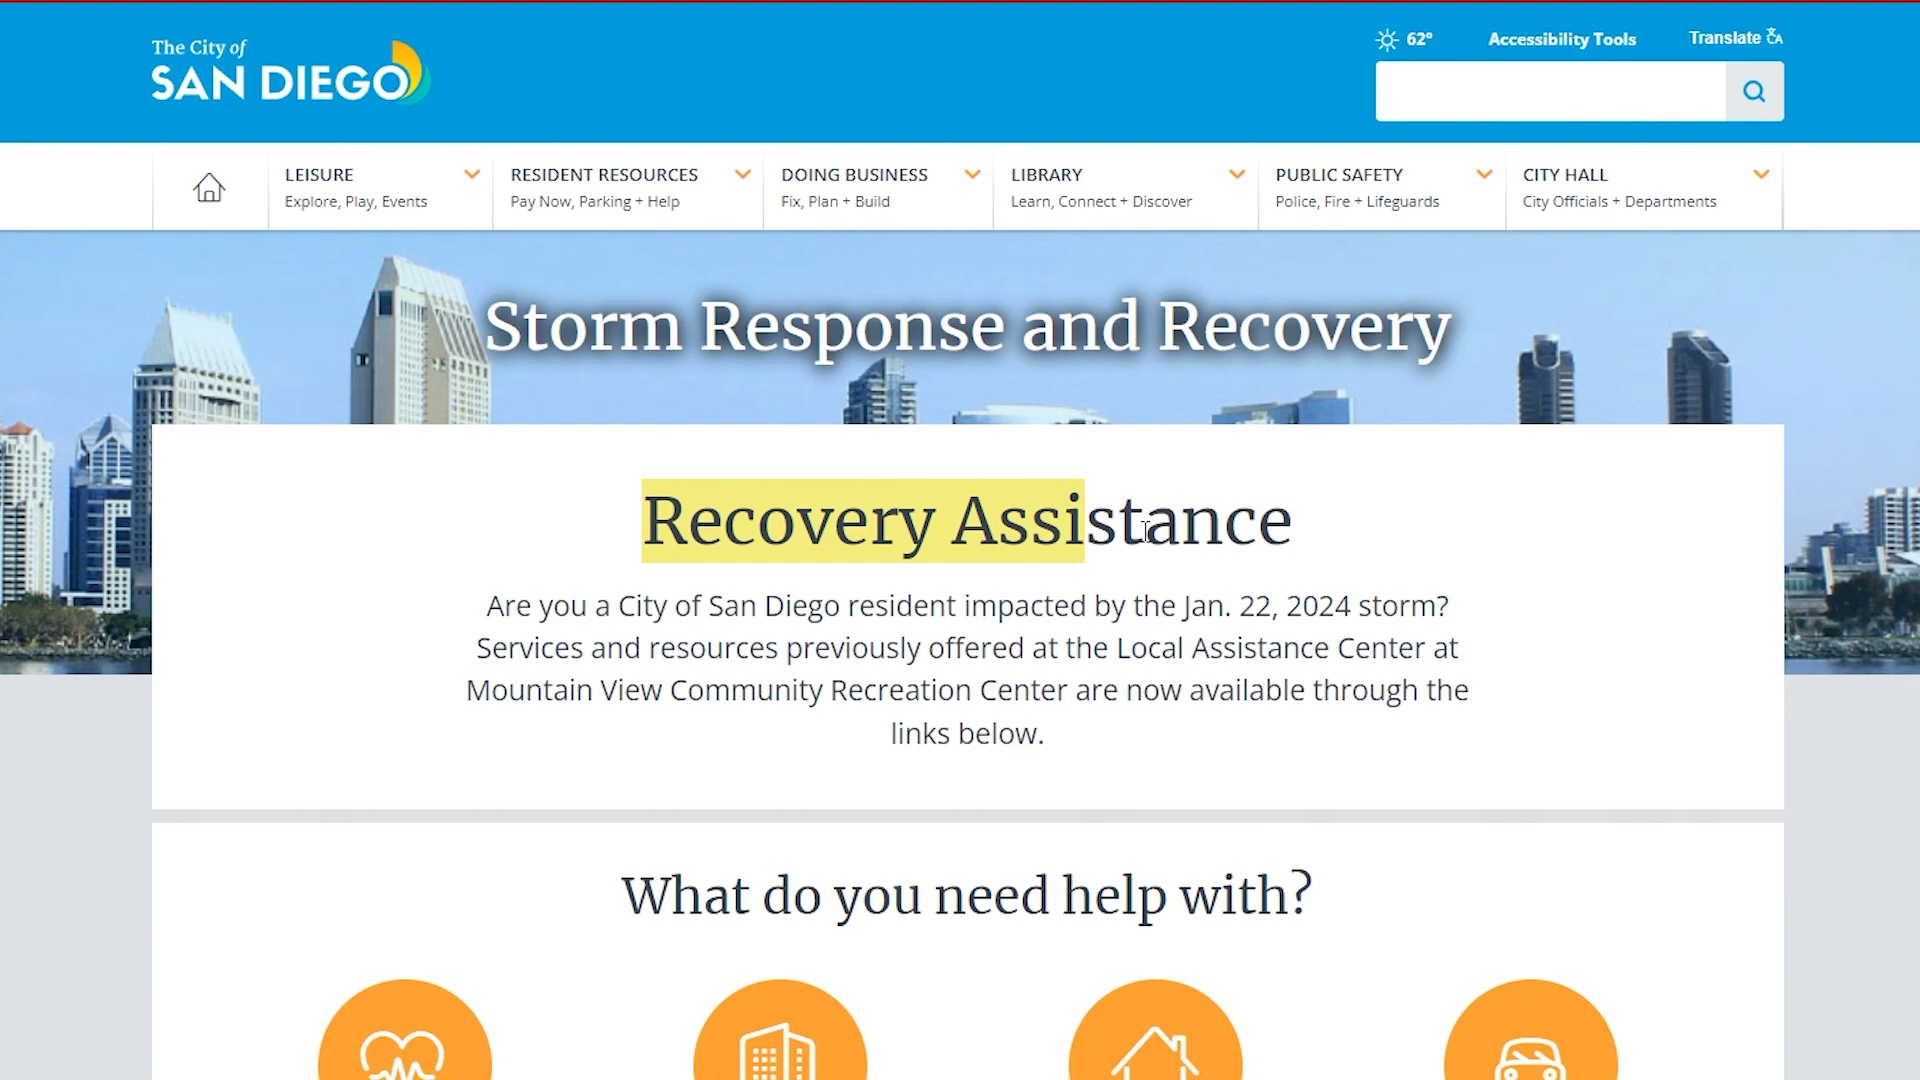 The City of
SAN DIEGO
62°
Accessibility Tools
Translate
LEISURE
Explore, Play, Events
RESIDENT RESOURCES
Pay Now, Parking + Help
DOING BUSINESS
Fix, Plan + Build
LIBRARY
Learn, Connect + Discover
PUBLIC SAFETY
Police, Fire + Lifeguards
CITY HALL
City Officials + Departments
Storm Response and Recovery
Recovery Assistance
Are you a City of San Diego resident impacted by the Jan. 22, 2024 storm?
Services and resources previously offered at the Local Assistance Center at
Mountain View Community Recreation Center are now available through the
links below.
What do you need help with?